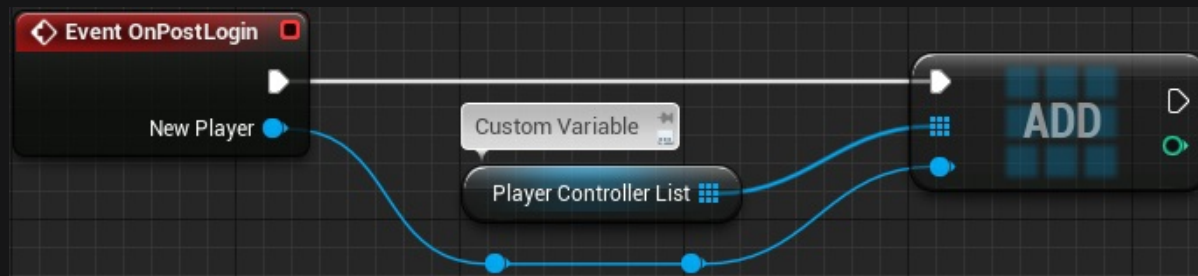 Event OnPostLogin
New Player
Custom Variable
Player Controller List
ADD